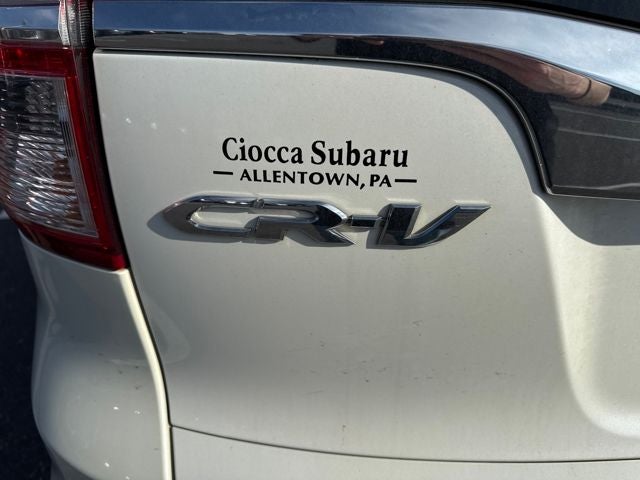 Ciocca Subaru
ALLENTOWN, PA
CR-V